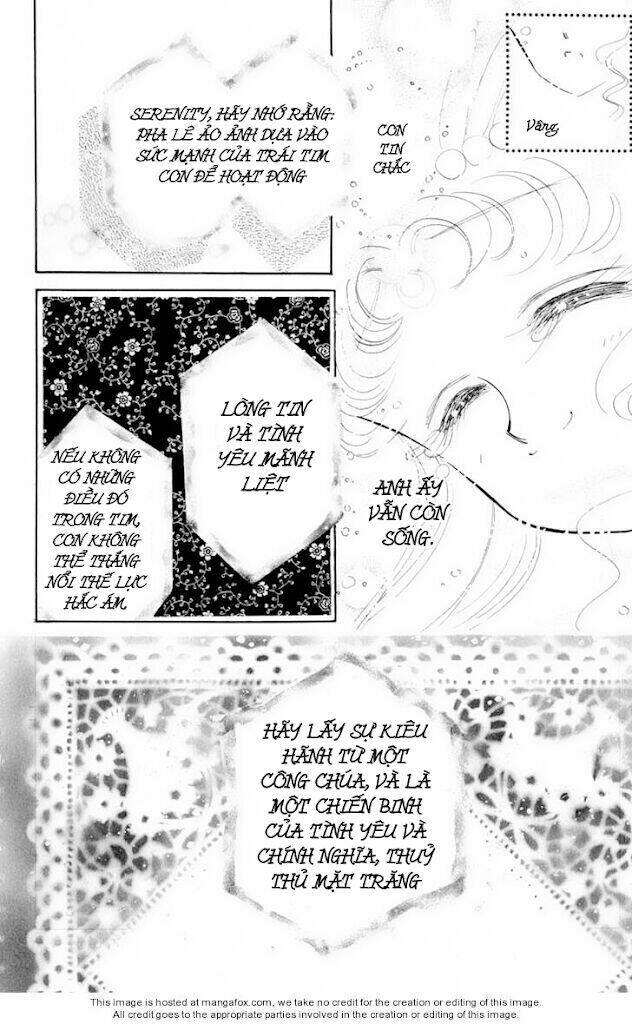 Vâng,
CON
TIN
CHẮC
SERENITY, HÃY NHỚ RẰNG:
PHA LÊ ẢO ẢNH DỰA VÀO
SỨC MẠNH CỦA TRÁI TIM
CON ĐỂ HOẠT ĐỘNG
ANH ẤY
VẪN CÒN
SỐNG.
LÒNG TIN
VÀ TÌNH
YÊU MÃNH
LIỆT
NẾU KHÔNG
CÓ NHỮNG
ĐIỀU ĐÓ
TRONG TIM,
CON KHÔNG
THỂ THẮNG
NỔI THẾ LỰC
HẮC ÁM.
HÃY LẤY SỰ KIÊU
HÃNH TỪ MỘT
CÔNG CHÚA, VÀ LÀ
MỘT CHIẾN BINH
CỦA TÌNH YÊU VÀ
CHÍNH NGHĨA, THUỶ
THỦ MẶT TRĂNG
This image is hosted at mangafox.com, we take no credit for the creation or editing of this image.
All credit goes to the appropriate parties involved in the creation or editing of this image.